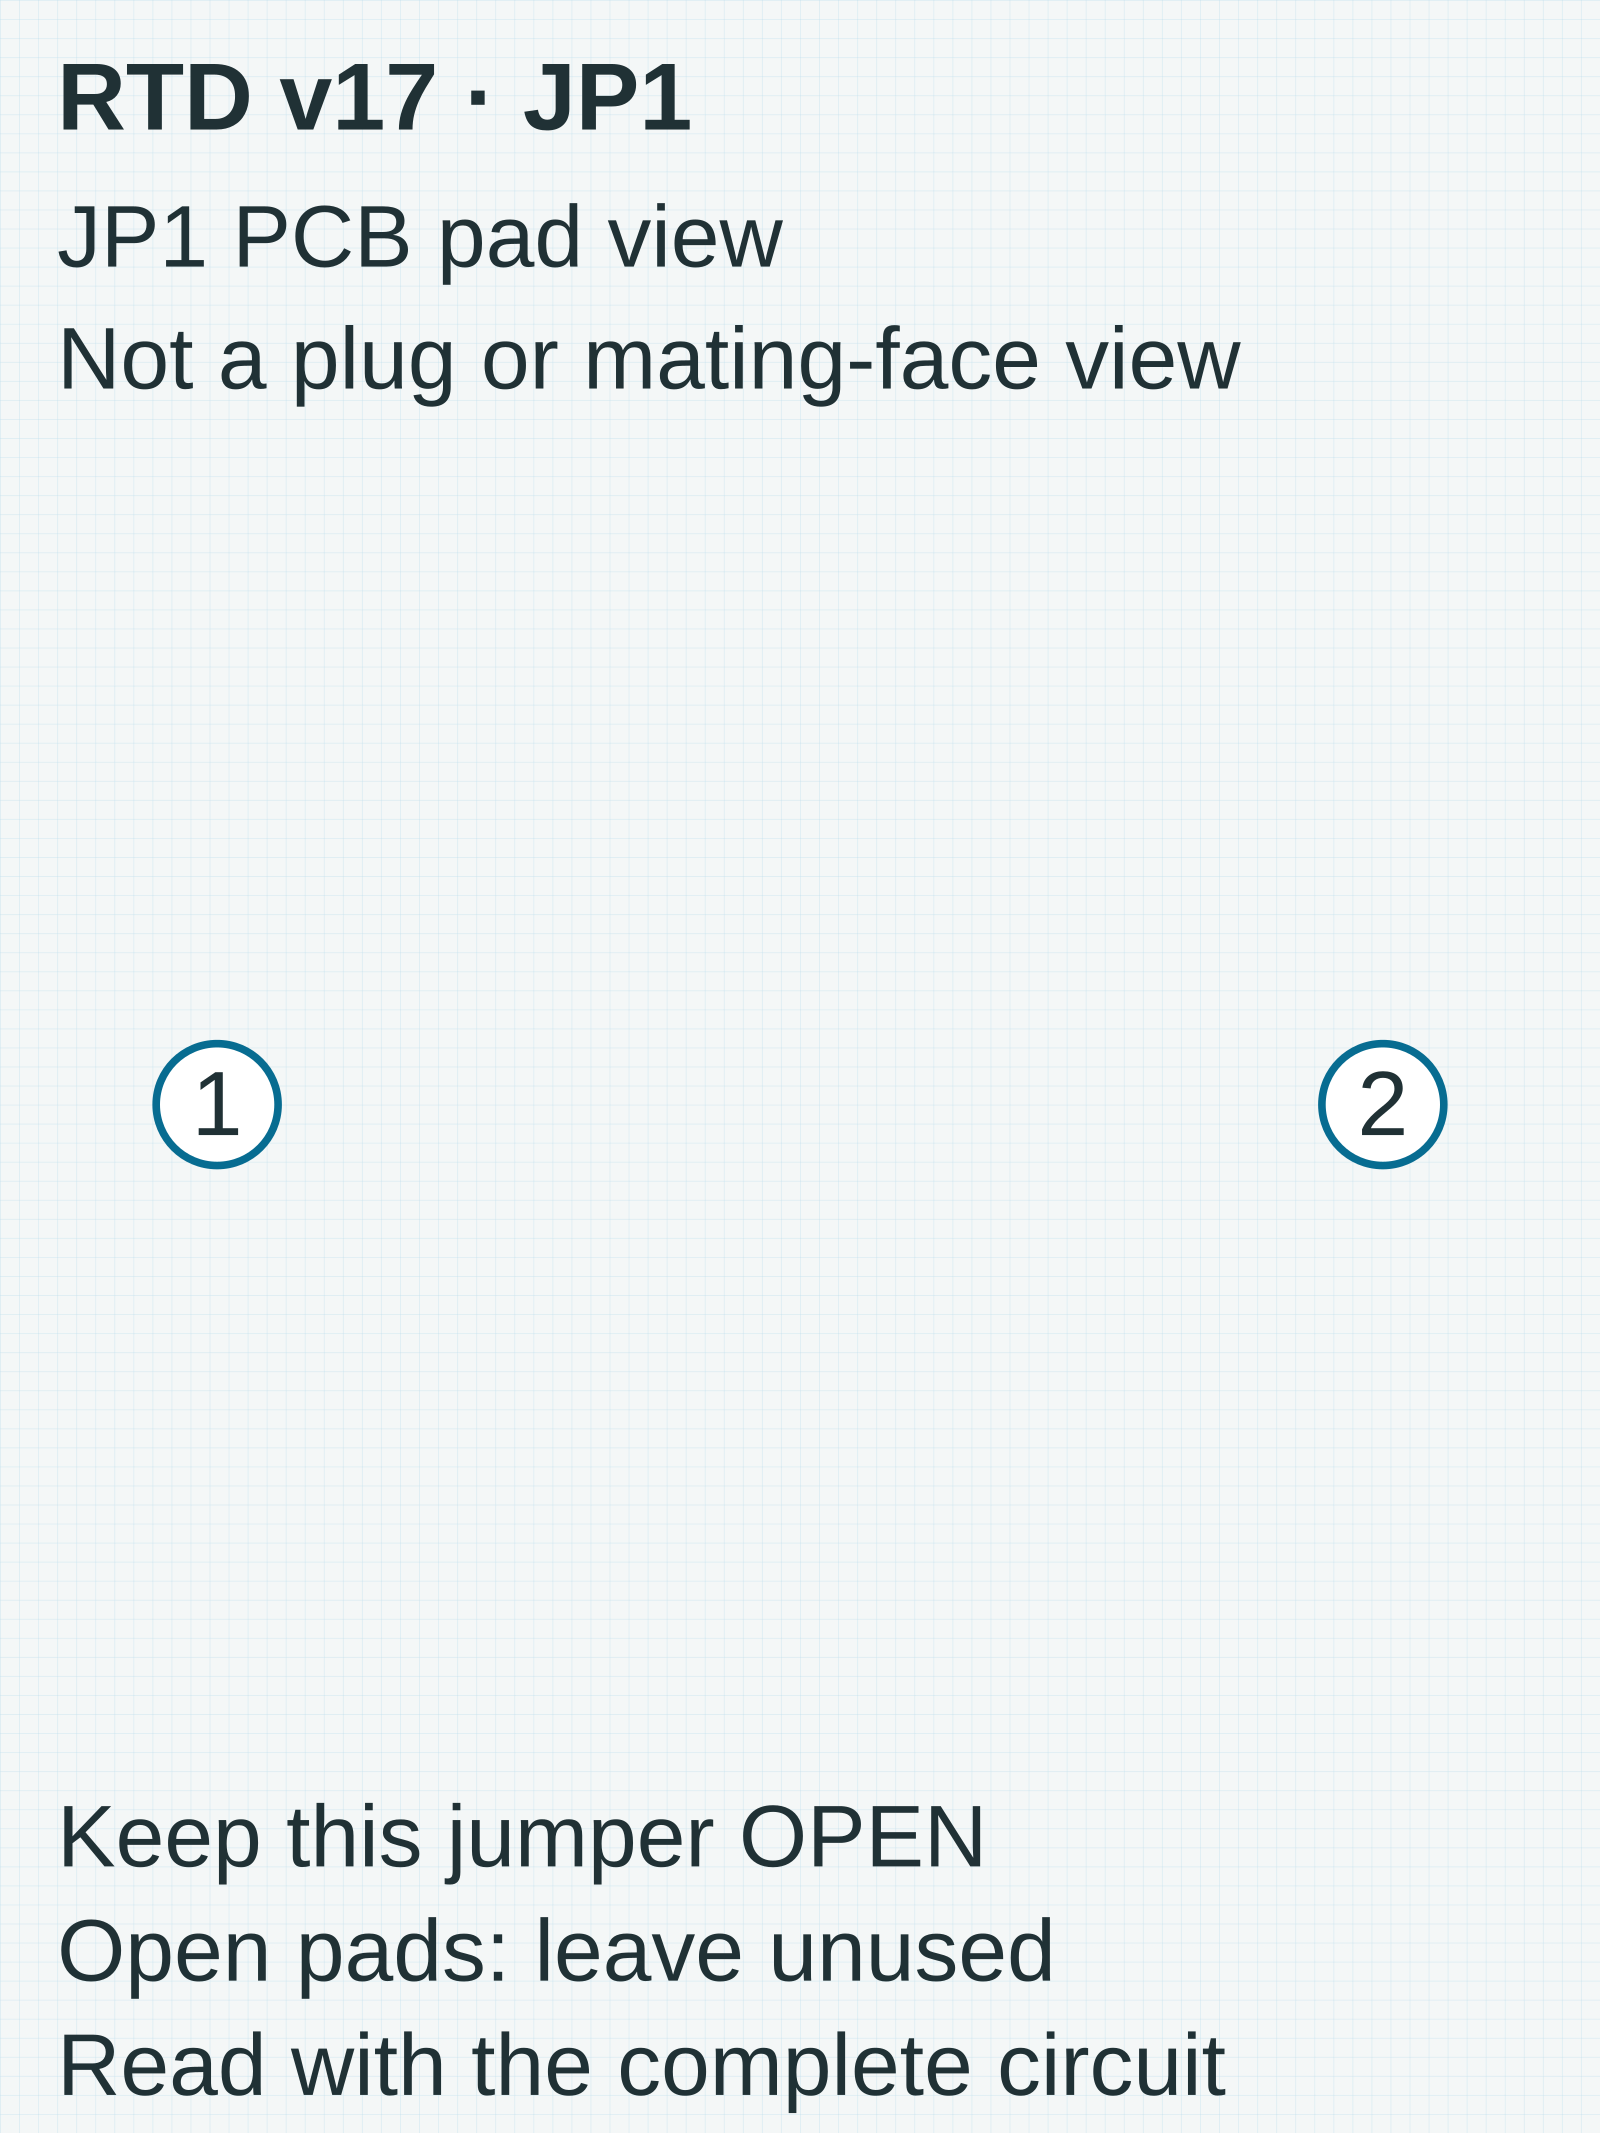 RTD v17 · JP1
JP1 PCB pad view
Not a plug or mating-face view
1 2
Keep this jumper OPEN
Open pads: leave unused
Read with the complete circuit